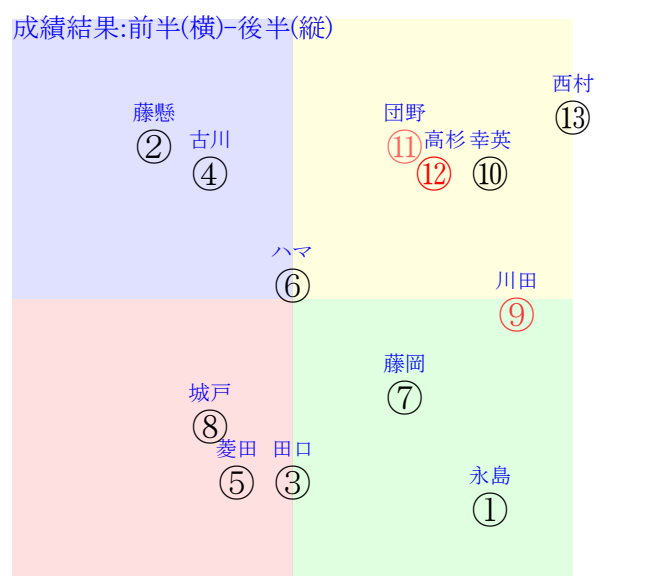 成績結果:前半(横)-後半(縦)
西村
⑬
藤懸
②
団野
⑪
古川
④
高杉
⑫
幸英
⑩
ハマ
⑥
川田
⑨
藤岡
⑦
城戸
⑧
菱田
⑤
田口
③
永島
①